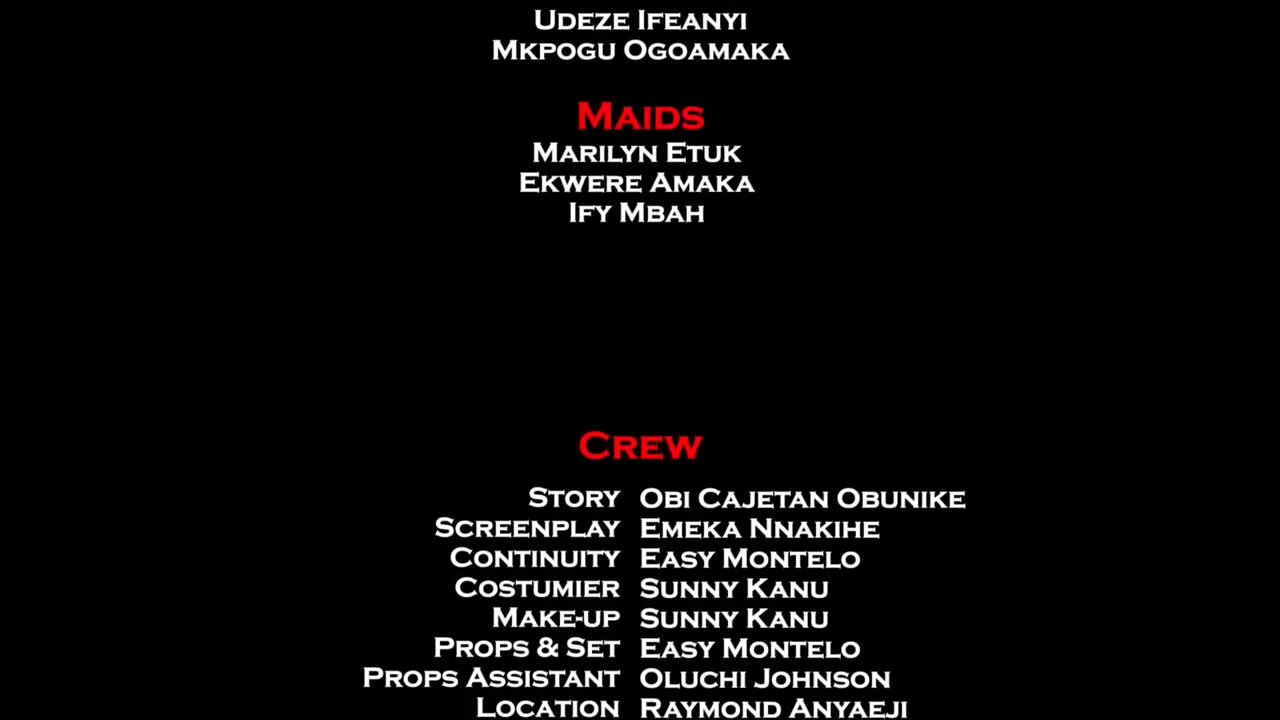 Udeze Ifeanyi
Mkpogu Ogoamaka
Maids
Marilyn Etuk
Ekwere Amaka
Ify Mbah
Crew
Story Obi Cajetan Obunike
Screenplay Emeka Nnakihe
Continuity Easy Montelo
Costumier Sunny Kanu
Make-up Sunny Kanu
Props & Set Easy Montelo
Props Assistant Oluchi Johnson
Location Raymond Anyaeji